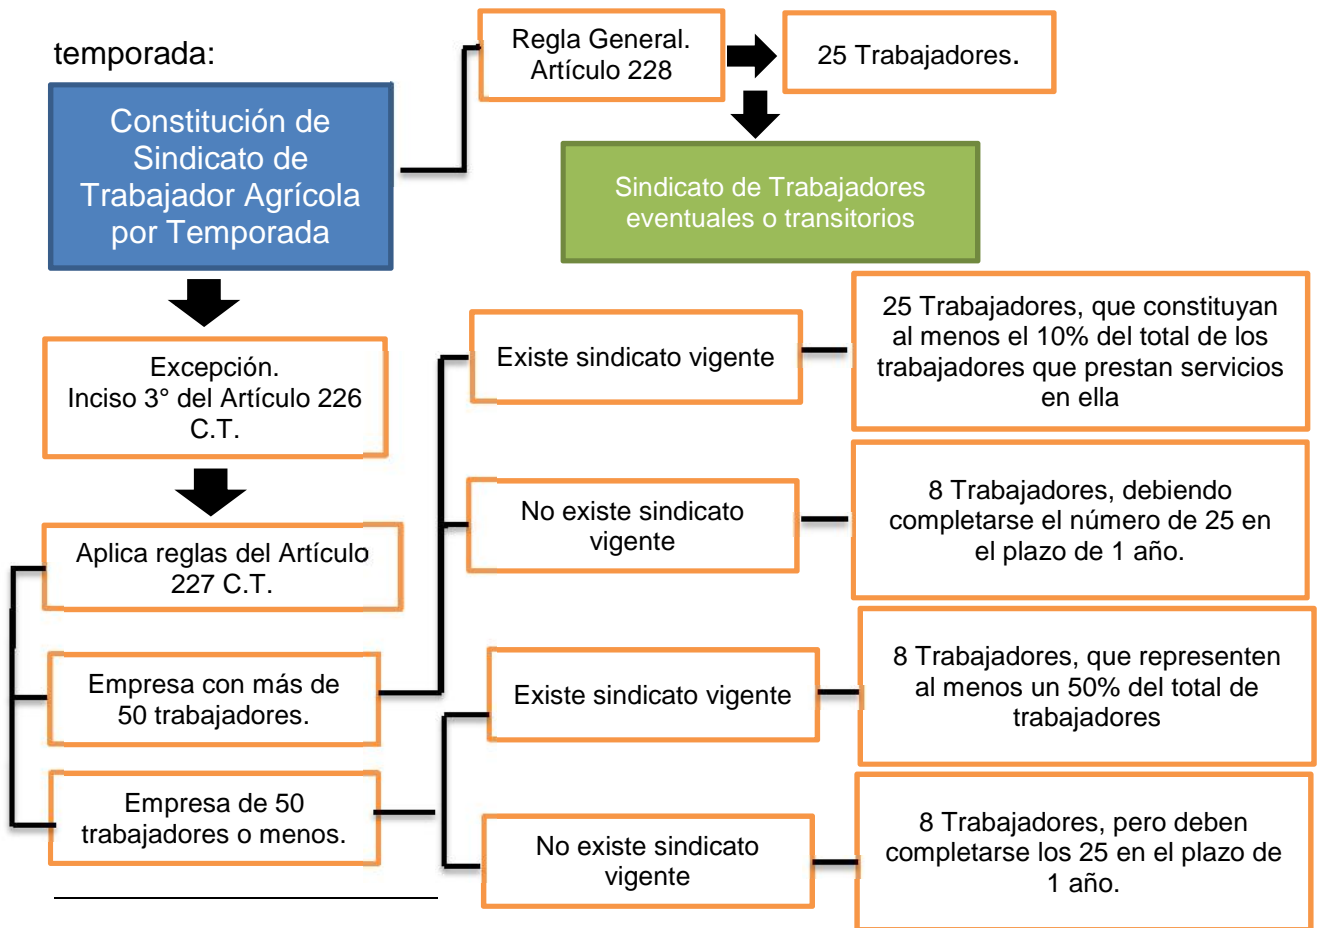 temporada:
Regla General.
Artículo 228
25 Trabajadores.
Constitución de
Sindicato de
Trabajador Agrícola
por Temporada
Sindicato de Trabajadores
eventuales o transitorios
Excepción.
Inciso 3° del Artículo 226
C.T.
Existe sindicato vigente
25 Trabajadores, que constituyan
al menos el 10% del total de los
trabajadores que prestan servicios
en ella
Aplica reglas del Artículo
227 C.T.
No existe sindicato
vigente
8 Trabajadores, debiendo
completarse el número de 25 en
el plazo de 1 año.
Empresa con más de
50 trabajadores.
Existe sindicato vigente
8 Trabajadores, que representen
al menos un 50% del total de
trabajadores
Empresa de 50
trabajadores o menos.
No existe sindicato
vigente
8 Trabajadores, pero deben
completarse los 25 en el plazo de
1 año.